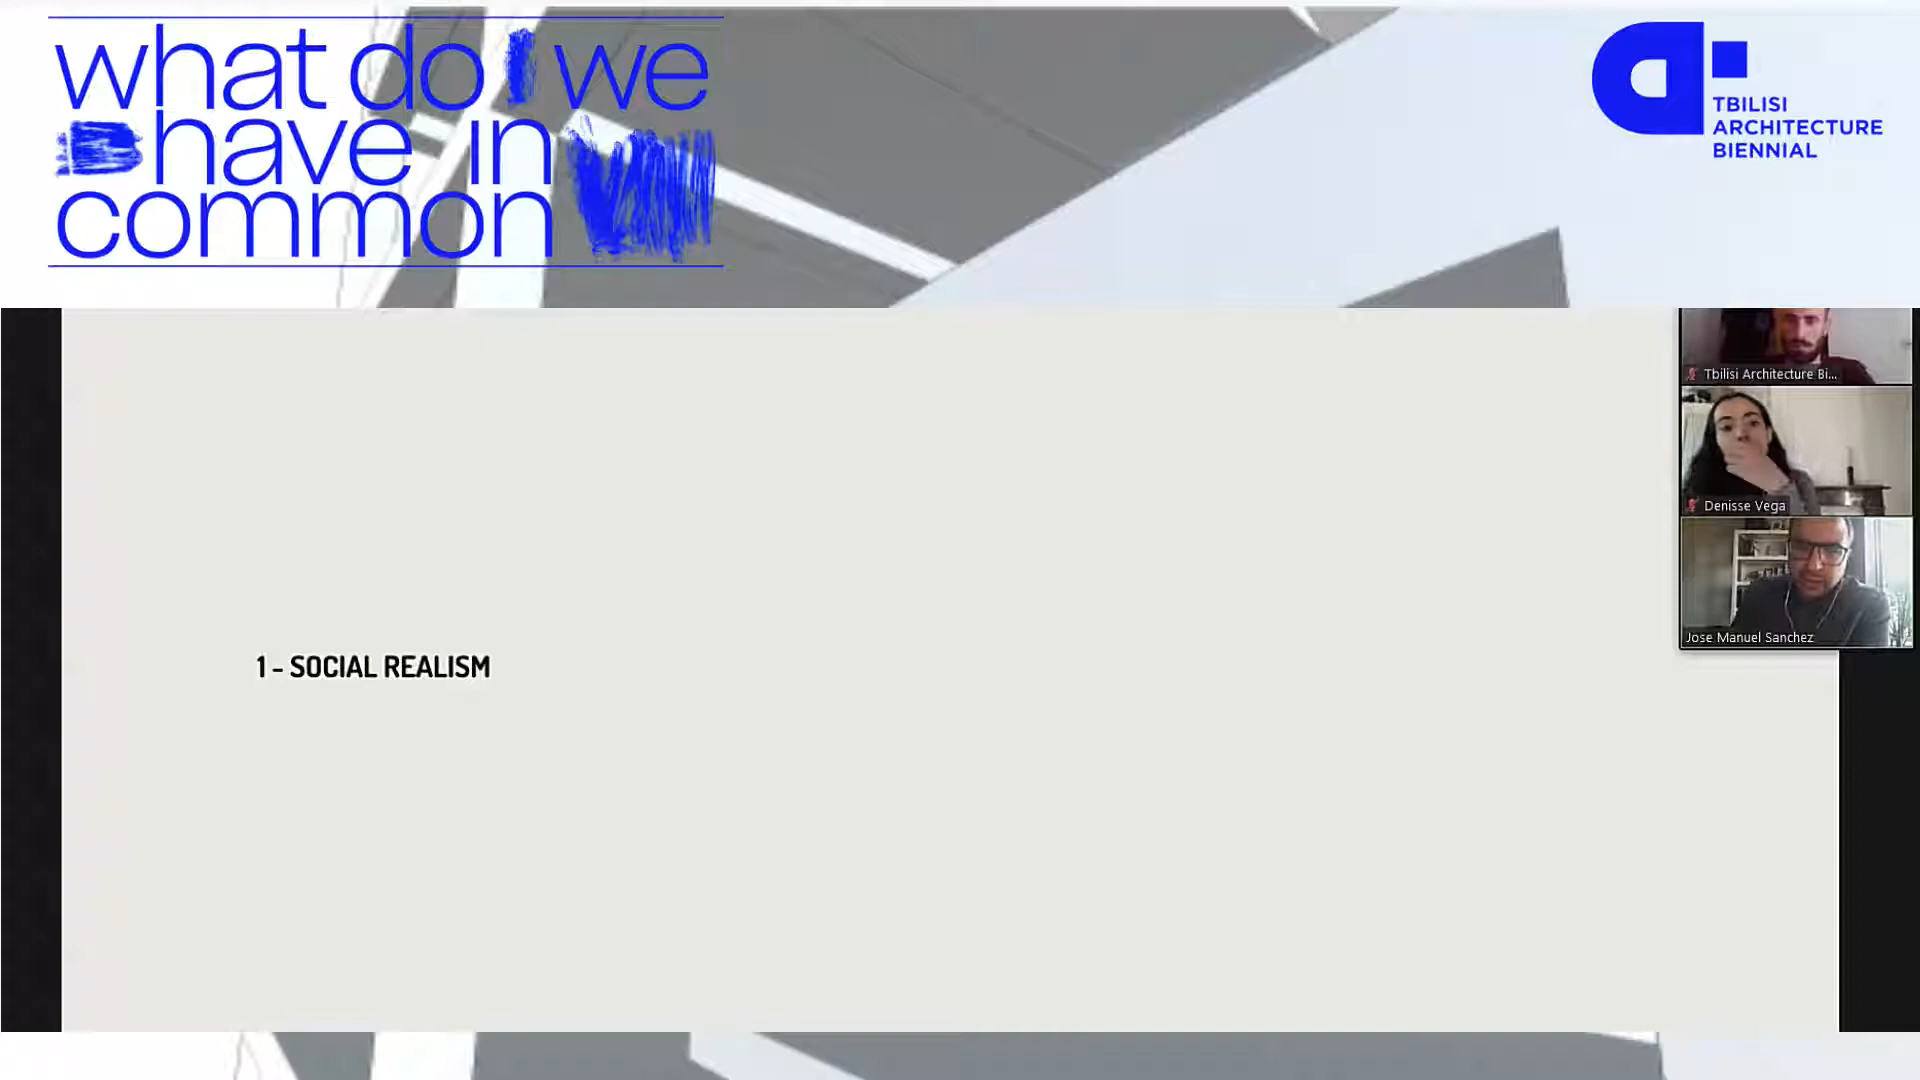 what do we
have in
common
TBILISI
ARCHITECTURE
BIENNIAL
Tbilisi Architecture Bi...
Denisse Vega
Jose Manuel Sanchez
1 - SOCIAL REALISM